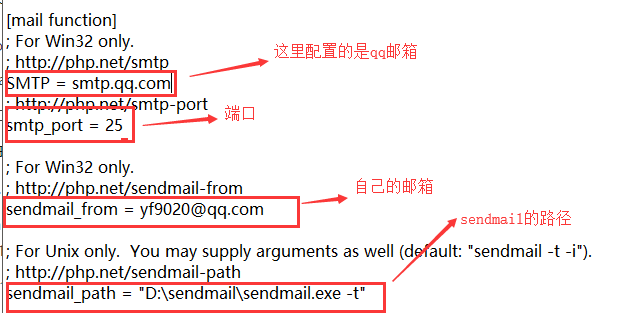 [mail function]
; For Win32 only.
; http://php.net/smtp
这里配置的是qq邮箱
SMTP = smtp.qq.com
; http://php.net/smtp-port
smtp_port = 25
端口
; For Win32 only.
; http://php.net/sendmail-from
自己的邮箱
sendmail_from = yf9020@qq.com
sendmail的路径
; For Unix only.  You may supply arguments as well (default: "sendmail -t -i").
; http://php.net/sendmail-path
sendmail_path = "D:\sendmail\sendmail.exe -t"